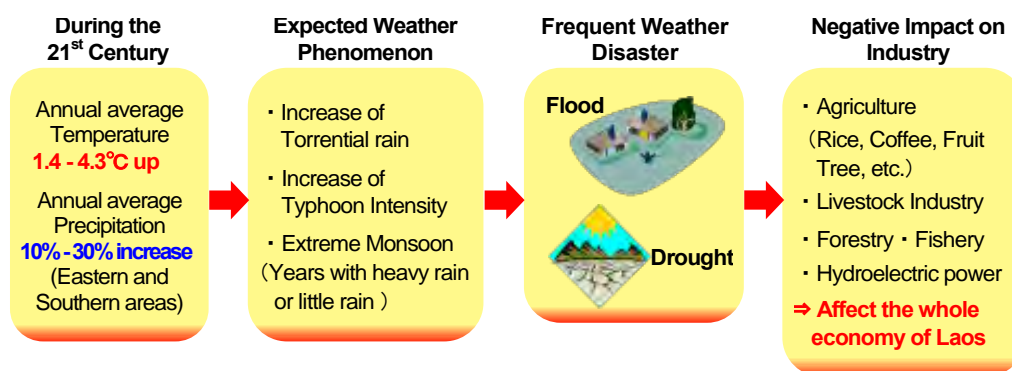 During the
21st Century
Annual average
Temperature
1.4 - 4.3°C up
Annual average
Precipitation
10% - 30% increase
(Eastern and
Southern areas)
Expected Weather
Phenomenon
・Increase of
Torrential rain
・Increase of
Typhoon Intensity
・Extreme Monsoon
（Years with heavy rain
or little rain ）
Frequent Weather
Disaster
Flood
Drought
Negative Impact on
Industry
・Agriculture
（Rice, Coffee, Fruit
Tree, etc.）
・Livestock Industry
・Forestry・Fishery
・Hydroelectric power
⇒ Affect the whole
economy of Laos